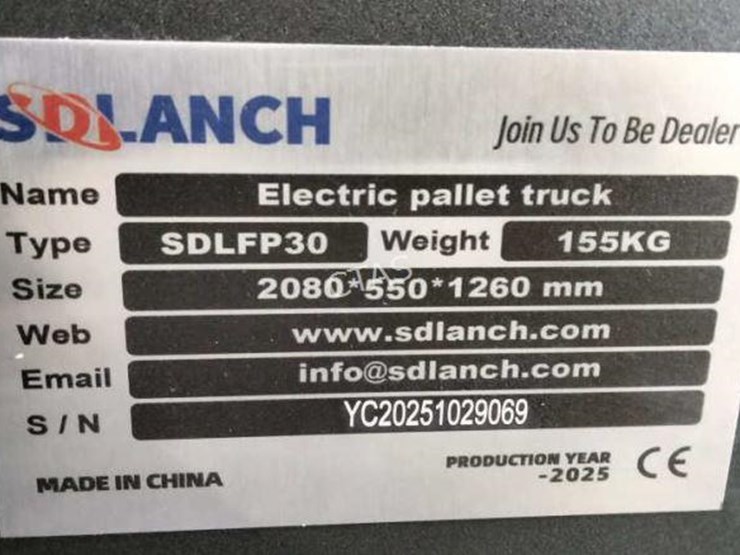 SDLANCH
Join Us To Be Dealer
Name Electric pallet truck
Type SDLFP30 Weight 155KG
Size 2080*550*1260 mm
CTAS
Web www.sdlanch.com
Email info@sdlanch.com
S/N YC20251029069
MADE IN CHINA
PRODUCTION YEAR
-2025
CE